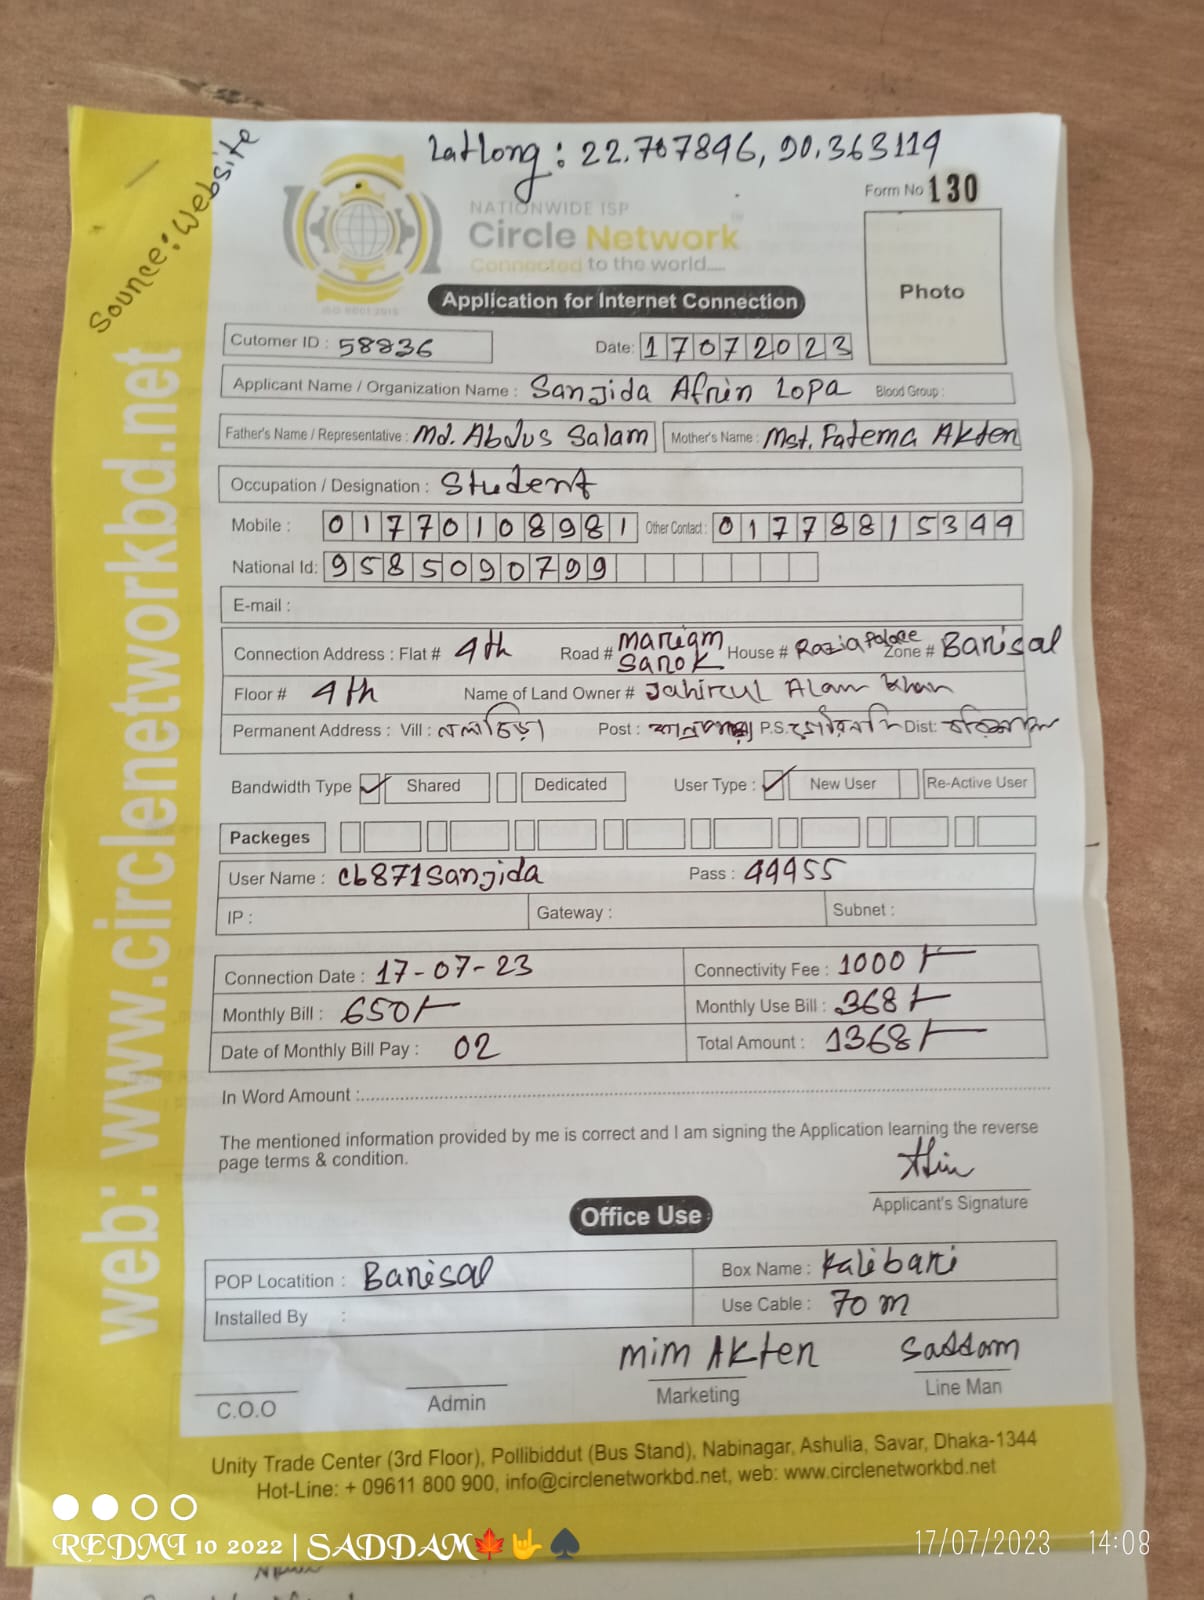 Latlong: 22.707896, 90.363119
Source: Website
Form No 130
NATIONWIDE ISP
Circle Network
Connected to the world....
ISO 9001:2015
Photo
Application for Internet Connection
Cutomer ID : 58836 Date: 17072023
Applicant Name / Organization Name : Sanjida Afrin Lopa Blood Group :
Father's Name / Representative : Md. Abdus Salam Mother's Name : Mst. Fatema Akter
Occupation / Designation : Student
Mobile : 01770108981 Other Contact : 01778815399
National Id: 9585090799
E-mail :
Connection Address : Flat # 4th Road # Mariam Sarok House # Razia Palace Zone # Barisal
Floor # 4th Name of Land Owner # Jahircul Alam Khan
Permanent Address : Vill : নলচিড়া Post : P.S. Dist:
Bandwidth Type Shared Dedicated User Type : New User Re-Active User
Packeges
User Name : cb871sanjida Pass : 44455
IP : Gateway : Subnet :
Connection Date : 17-07-23 Connectivity Fee : 1000/-
Monthly Bill : 650/- Monthly Use Bill : 368/-
Date of Monthly Bill Pay : 02 Total Amount : 1368/-
In Word Amount :
The mentioned information provided by me is correct and I am signing the Application learning the reverse
page terms & condition.
Applicant's Signature
Office Use
POP Locatition : Barisal Box Name : Kalibari
Installed By : Use Cable : 70 m
Mim Akter Saddam
C.O.O Admin Marketing Line Man
Unity Trade Center (3rd Floor), Pollibiddut (Bus Stand), Nabinagar, Ashulia, Savar, Dhaka-1344
Hot-Line: + 09611 800 900, info@circlenetworkbd.net, web: www.circlenetworkbd.net
web: www.circlenetworkbd.net
REDMI 10 2022 | SADDAM🍁🤟♠
17/07/2023 14:08